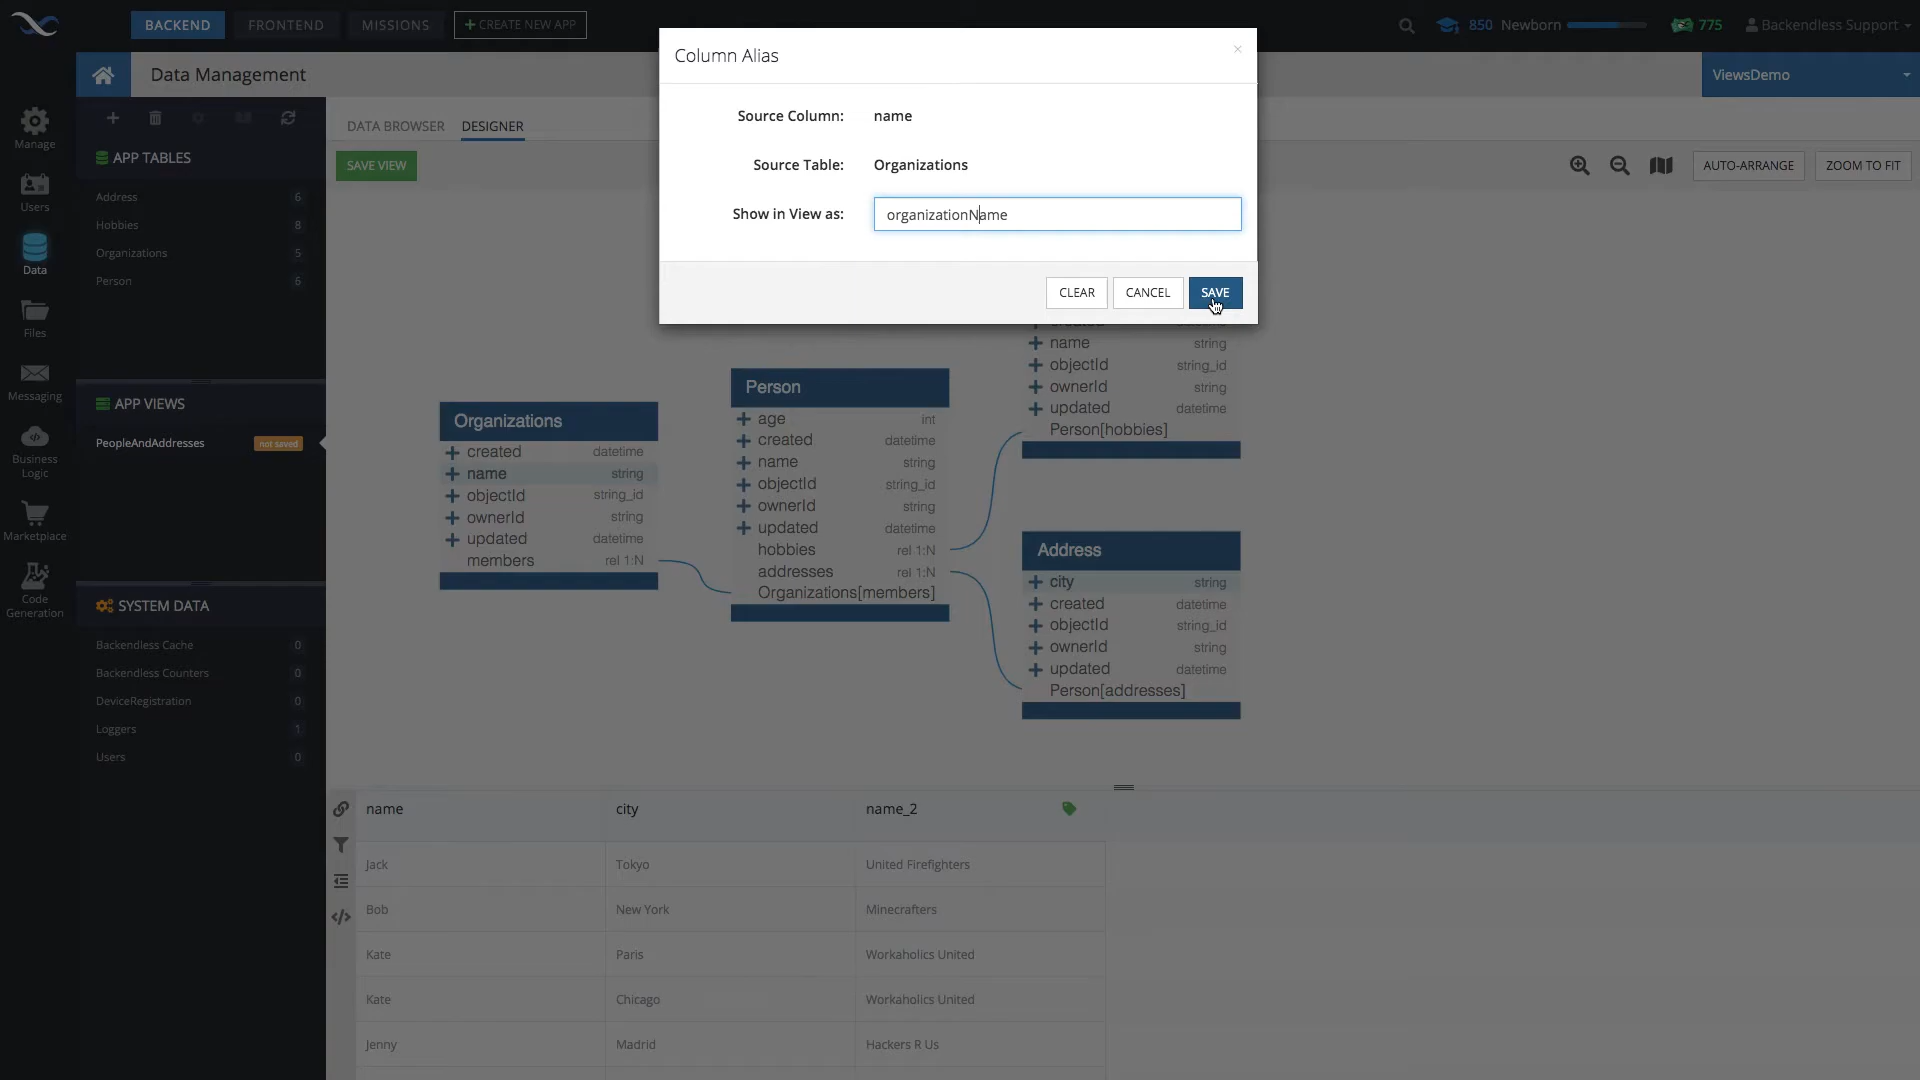 BACKEND
FRONTEND
MISSIONS
CREATE NEW APP
850 Newborn
775
Backendless Support
Data Management
ViewsDemo
Manage
Users
Data
Files
Messaging
Business
Logic
Marketplace
Code
Generation
APP TABLES
Address 6
Hobbies 8
Organizations 5
Person 5
APP VIEWS
PeopleAndAddresses not saved
SYSTEM DATA
Backendless Cache 0
Backendless Counters 0
DeviceRegistration 0
Loggers 1
Users 0
DATA BROWSER
DESIGNER
SAVE VIEW
AUTO-ARRANGE
ZOOM TO FIT
Column Alias
×
Source Column: name
Source Table: Organizations
Show in View as: organizationName
CLEAR
CANCEL
SAVE
Organizations
created datetime
name string
objectId string_id
ownerId string
updated datetime
members rel 1:N
Person
age int
created datetime
name string
objectId string_id
ownerId string
updated datetime
hobbies rel 1:N
addresses rel 1:N
Organizations[members]
name string
objectId string_id
ownerId string
updated datetime
Person[hobbies]
Address
city string
created datetime
objectId string_id
ownerId string
updated datetime
Person[addresses]
name city name_2
Jack Tokyo United Firefighters
Bob New York Minecrafters
Kate Paris Workaholics United
Kate Chicago Workaholics United
Jenny Madrid Hackers R Us